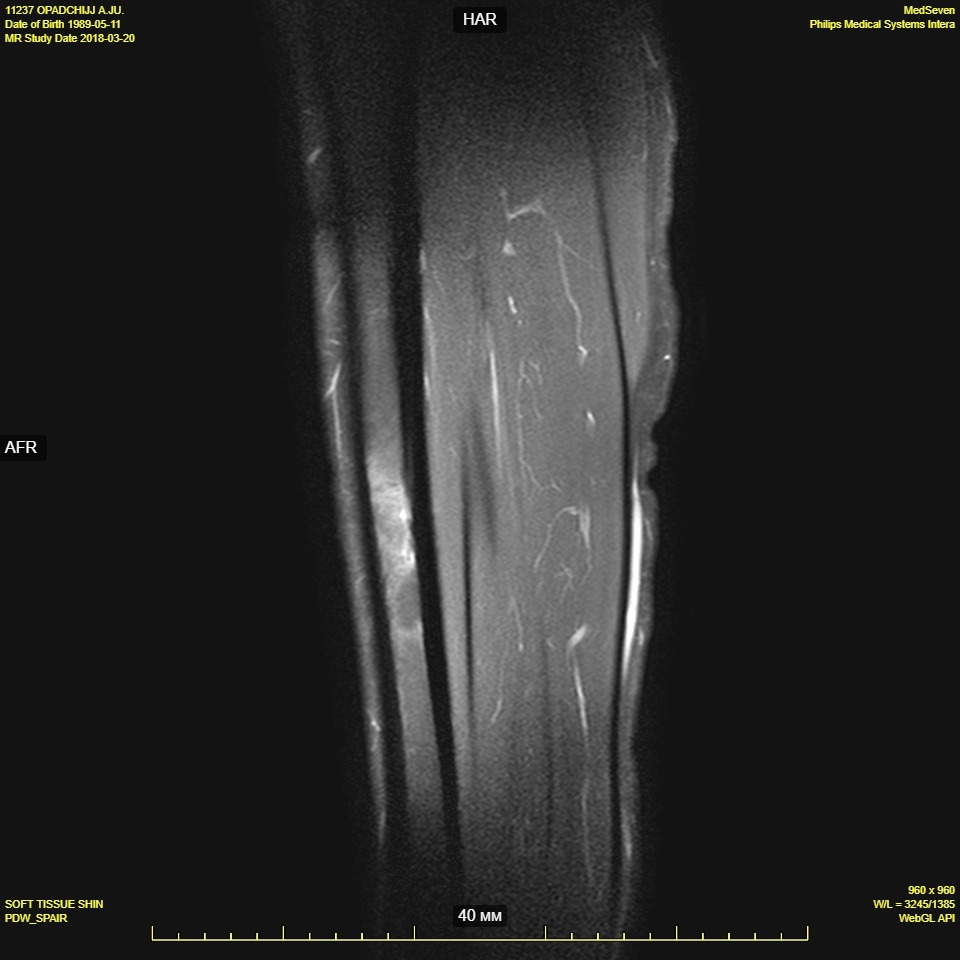 11237 OPADCHIJJ A.JU.
Date of Birth 1989-05-11
MR Study Date 2018-03-20
HAR
MedSeven
Philips Medical Systems Intera
AFR
SOFT TISSUE SHIN
PDW_SPAIR
40 мм
960 x 960
W/L = 3245/1385
WebGL API